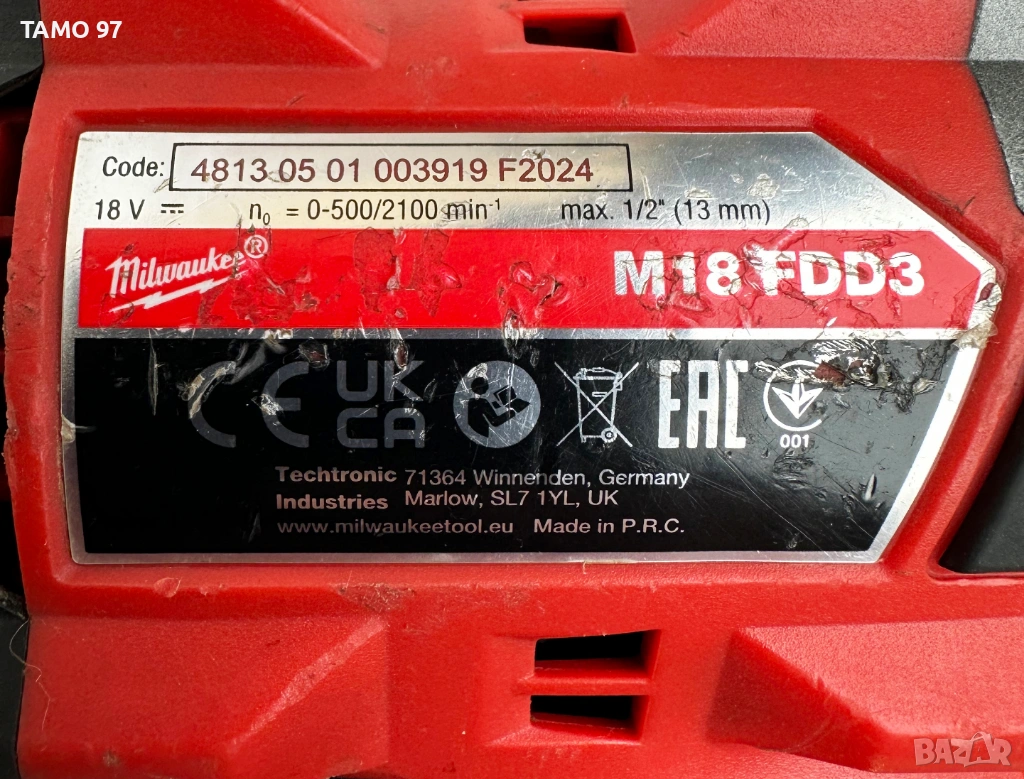 TAMO 97
Code: 4813 05 01 003919 F2024
18 V n₀ = 0-500/2100 min⁻¹ max. 1/2" (13 mm)
Milwaukee® M18 FDD3
CE UK CA EAC
001
Techtronic 71364 Winnenden, Germany
Industries Marlow, SL7 1YL, UK
www.milwaukeetool.eu Made in P.R.C.
BAZAR